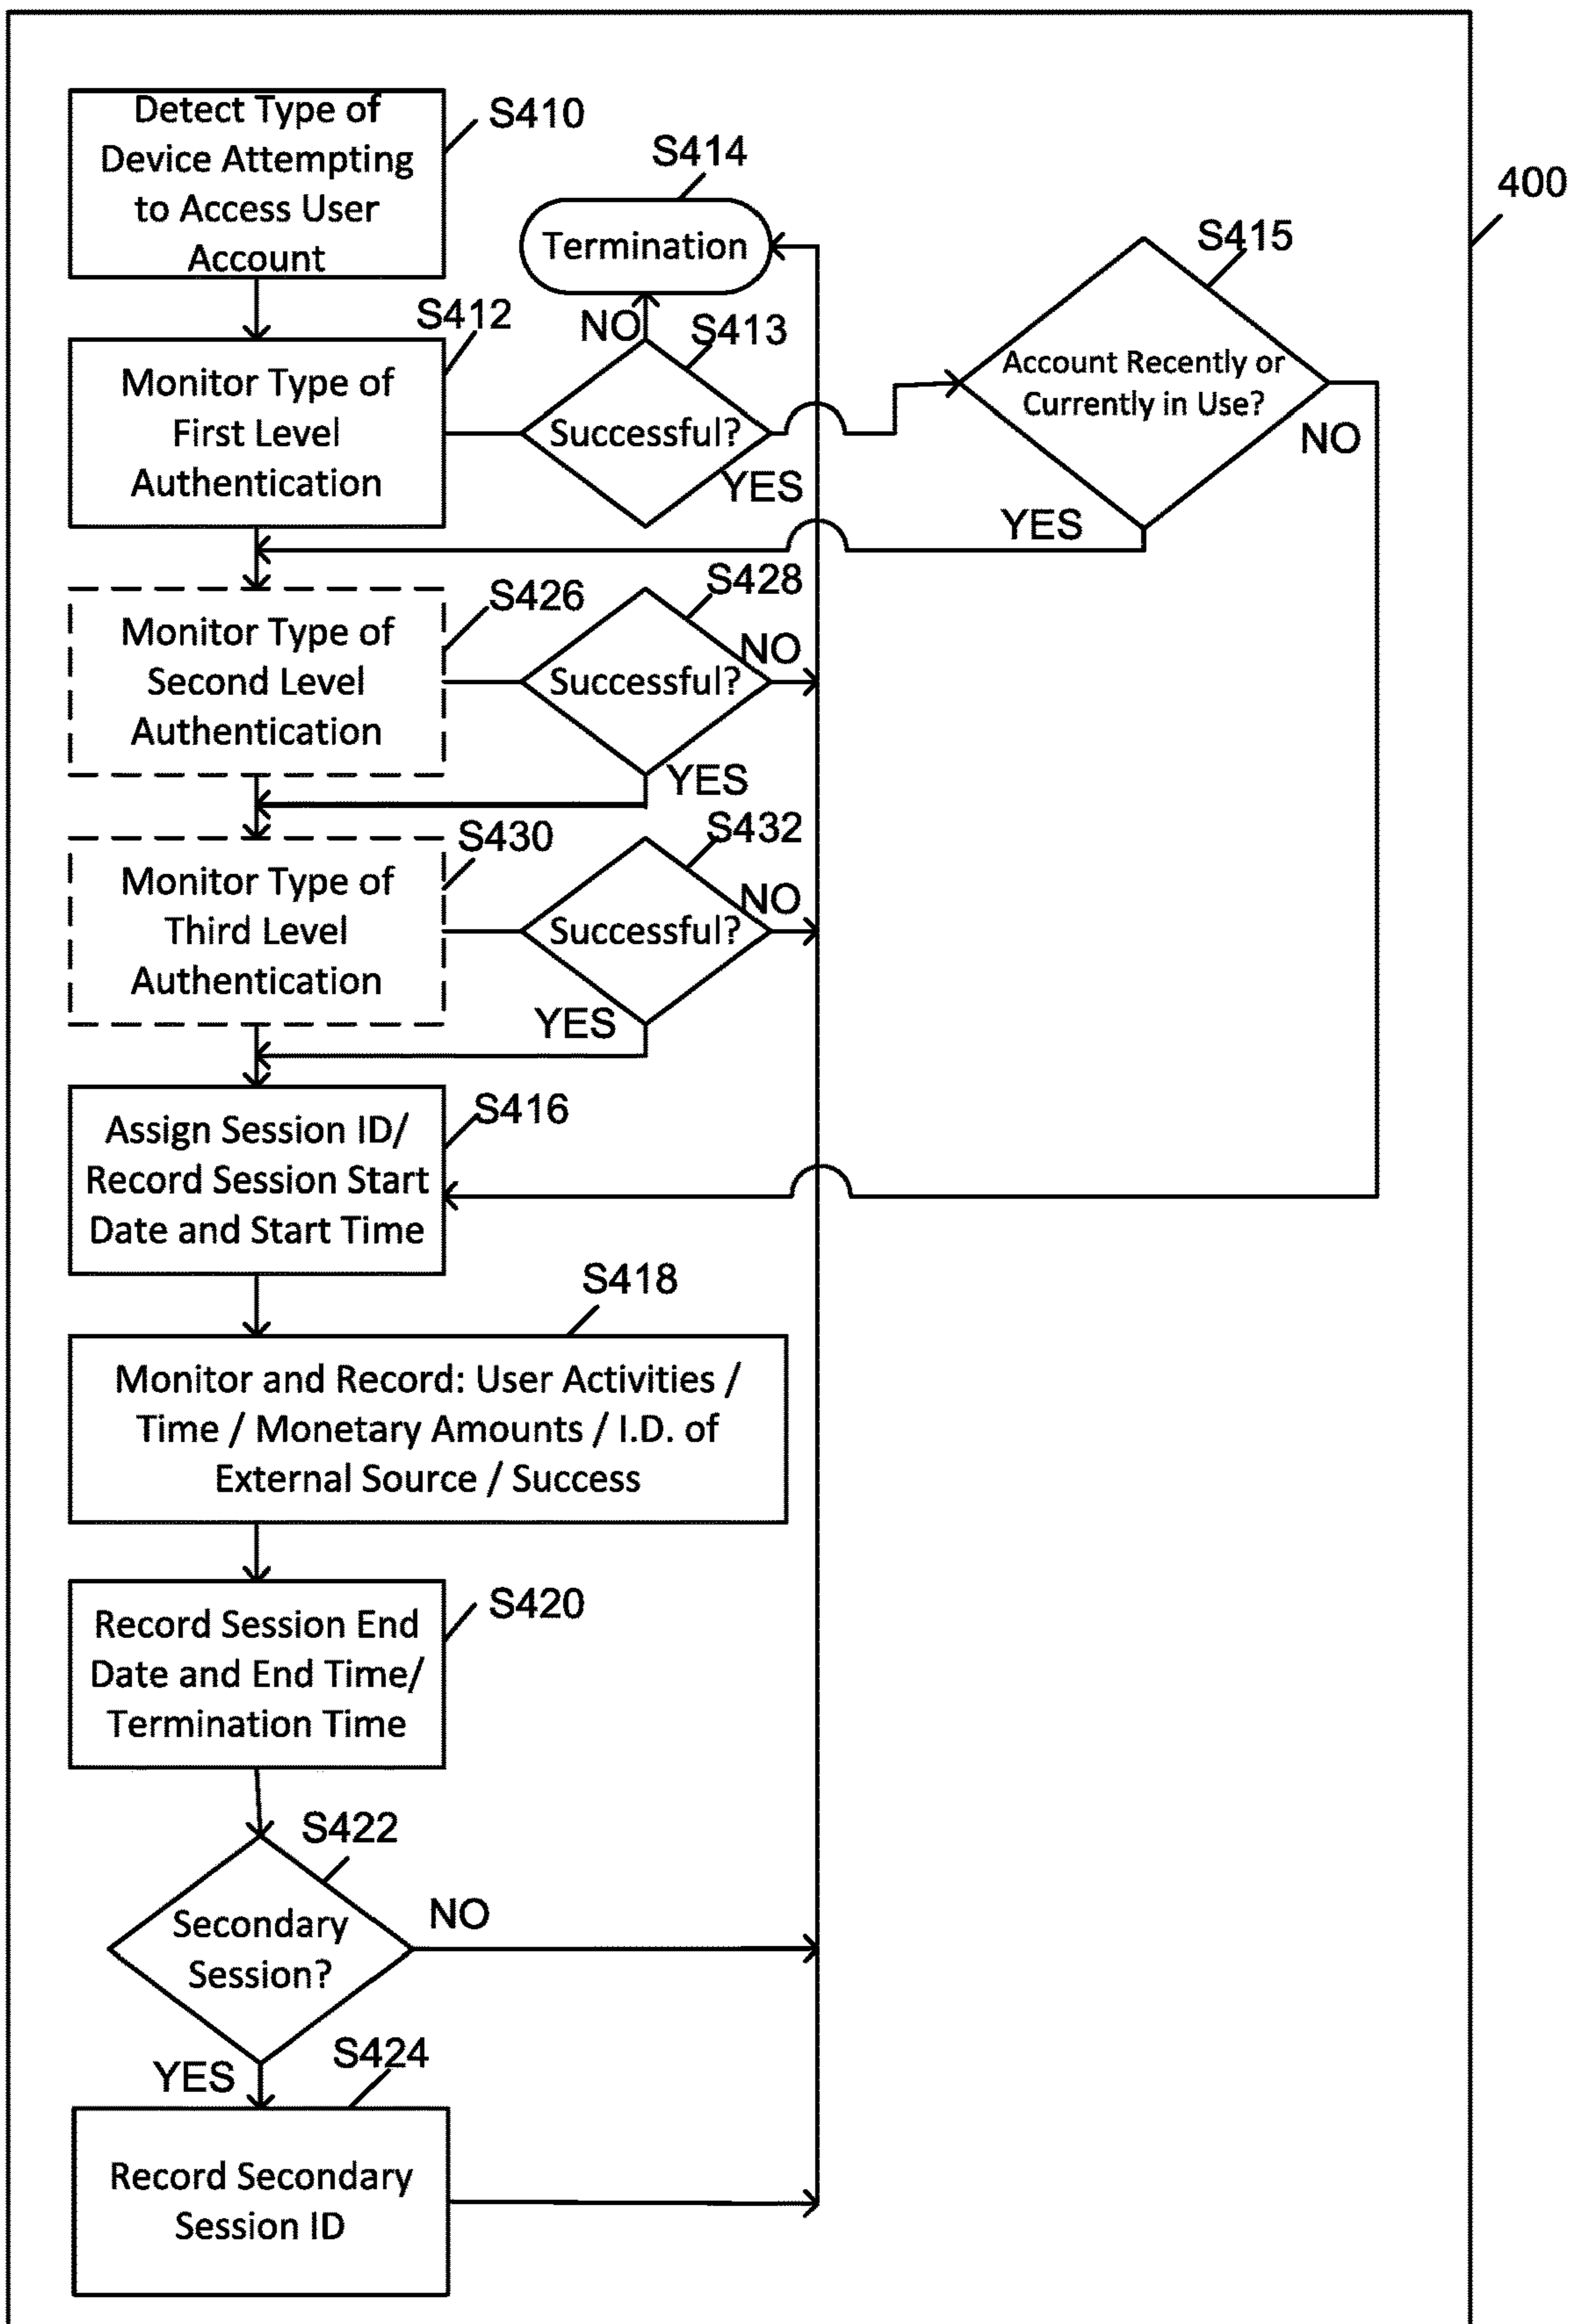 Detect Type of
Device Attempting
to Access User
Account
S410
S414
Termination
400
S415
Account Recently or
Currently in Use?
NO
YES
S412
Monitor Type of
First Level
Authentication
NO
S413
Successful?
YES
S426
Monitor Type of
Second Level
Authentication
S428
Successful?
NO
YES
S430
Monitor Type of
Third Level
Authentication
S432
Successful?
NO
YES
S416
Assign Session ID/
Record Session Start
Date and Start Time
S418
Monitor and Record: User Activities /
Time / Monetary Amounts / I.D. of
External Source / Success
S420
Record Session End
Date and End Time/
Termination Time
S422
Secondary
Session?
NO
YES
S424
Record Secondary
Session ID